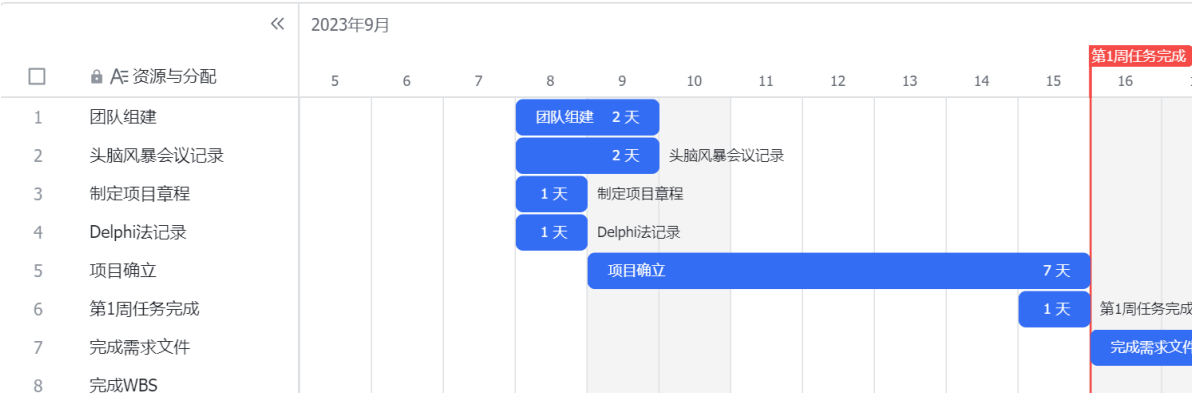 2023年9月
第1周任务完成
资源与分配
5 6 7 8 9 10 11 12 13 14 15 16
1 团队组建 团队组建 2 天
2 头脑风暴会议记录 2 天 头脑风暴会议记录
3 制定项目章程 1 天 制定项目章程
4 Delphi法记录 1 天 Delphi法记录
5 项目确立 项目确立 7 天
6 第1周任务完成 1 天 第1周任务完成
7 完成需求文件 完成需求文件
8 完成WBS